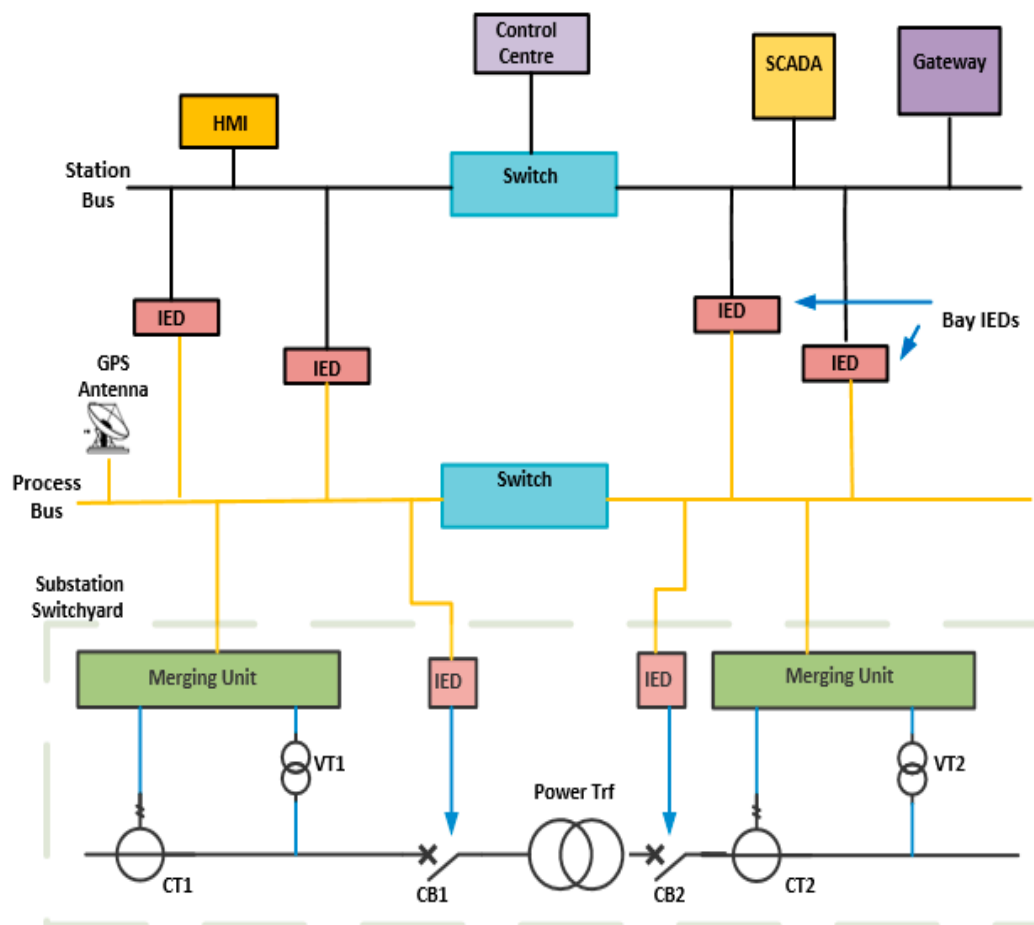 Control
Centre
SCADA
Gateway
HMI
Station
Bus
Switch
IED
IED
Bay IEDs
IED
IED
GPS
Antenna
Process
Bus
Switch
Substation
Switchyard
Merging Unit
IED
IED
Merging Unit
VT1
VT2
Power Trf
CT1
CB1
CB2
CT2